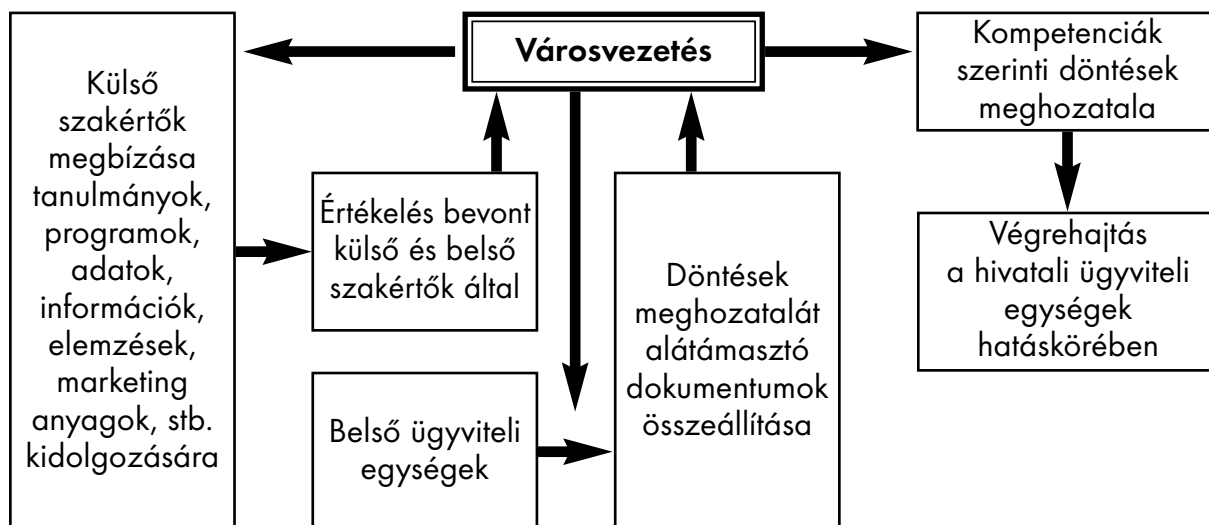 Városvezetés
Külső
szakértők
megbízása
tanulmányok,
programok,
adatok,
információk,
elemzések,
marketing
anyagok, stb.
kidolgozására
Értékelés bevont
külső és belső
szakértők által
Belső ügyviteli
egységek
Döntések
meghozatalát
alátámasztó
dokumentumok
összeállítása
Kompetenciák
szerinti döntések
meghozatala
Végrehajtás
a hivatali ügyviteli
egységek
hatáskörében